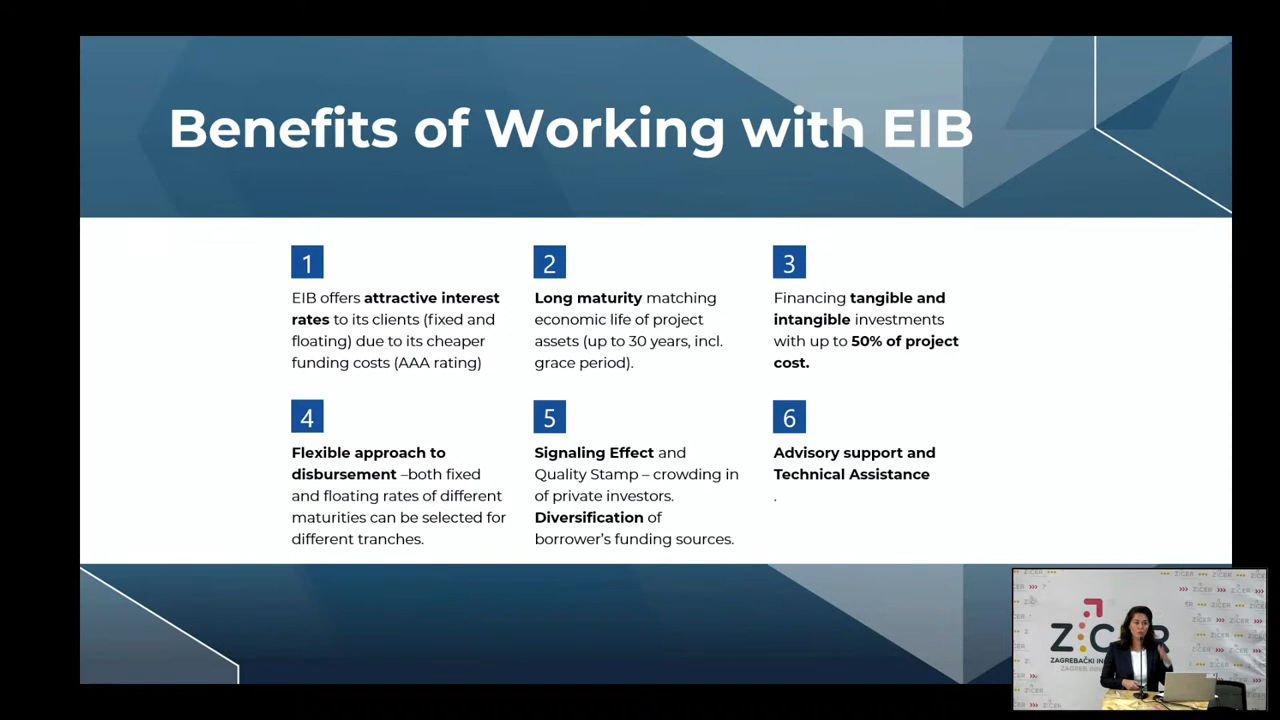 Benefits of Working with EIB
1
EIB offers attractive interest
rates to its clients (fixed and
floating) due to its cheaper
funding costs (AAA rating)
2
Long maturity matching
economic life of project
assets (up to 30 years, incl.
grace period).
3
Financing tangible and
intangible investments
with up to 50% of project
cost.
4
Flexible approach to
disbursement –both fixed
and floating rates of different
maturities can be selected for
different tranches.
5
Signaling Effect and
Quality Stamp – crowding in
of private investors.
Diversification of
borrower's funding sources.
6
Advisory support and
Technical Assistance
.
ZAGREBAČKI
ZAGREB